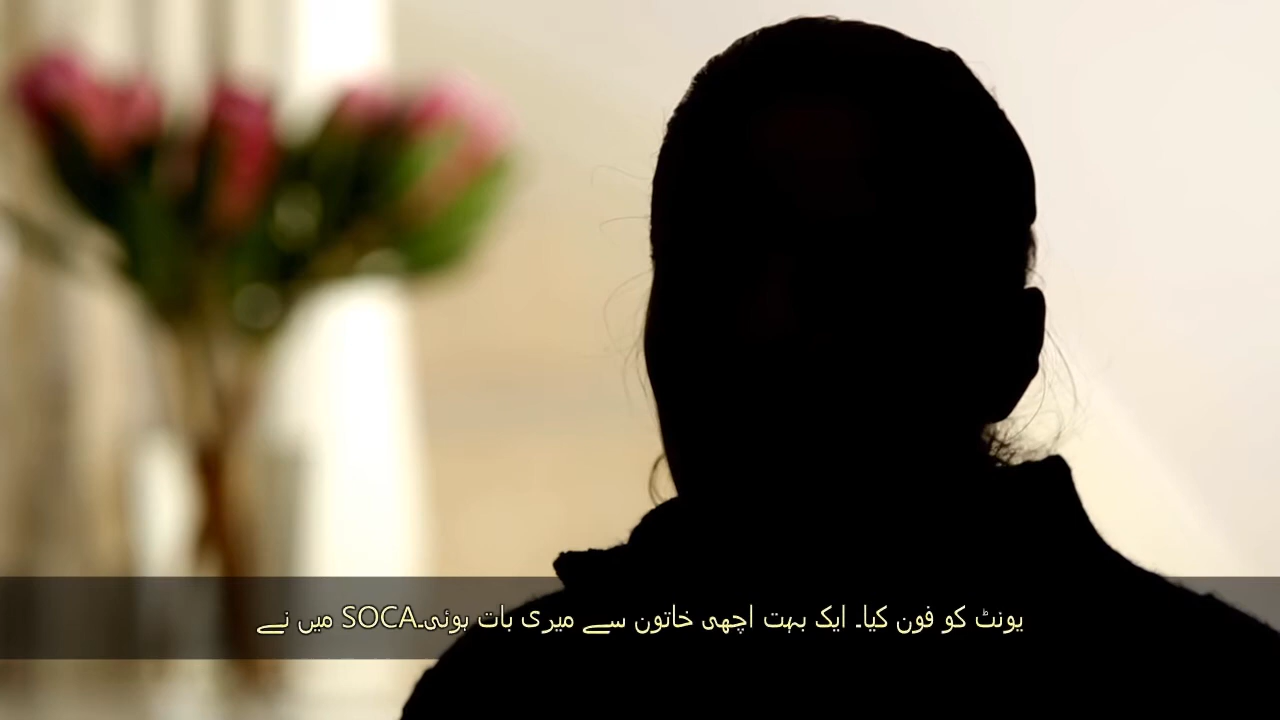 میں نے SOCA یونٹ کو فون کیا۔ ایک بہت اچھی خاتون سے میری بات ہوئی۔